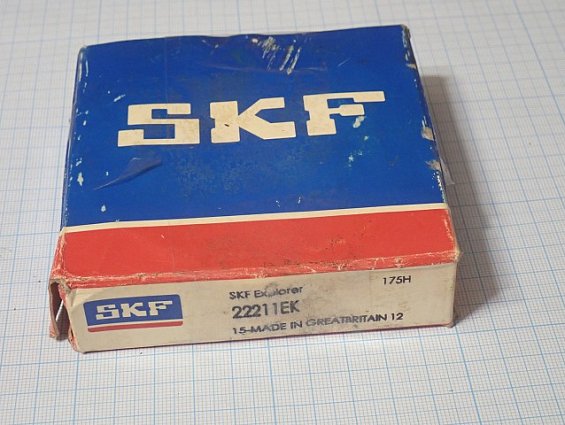 SKF
SKF Explorer
175H
22211EK
SKF
15-MADE IN GREATBRITAIN 12